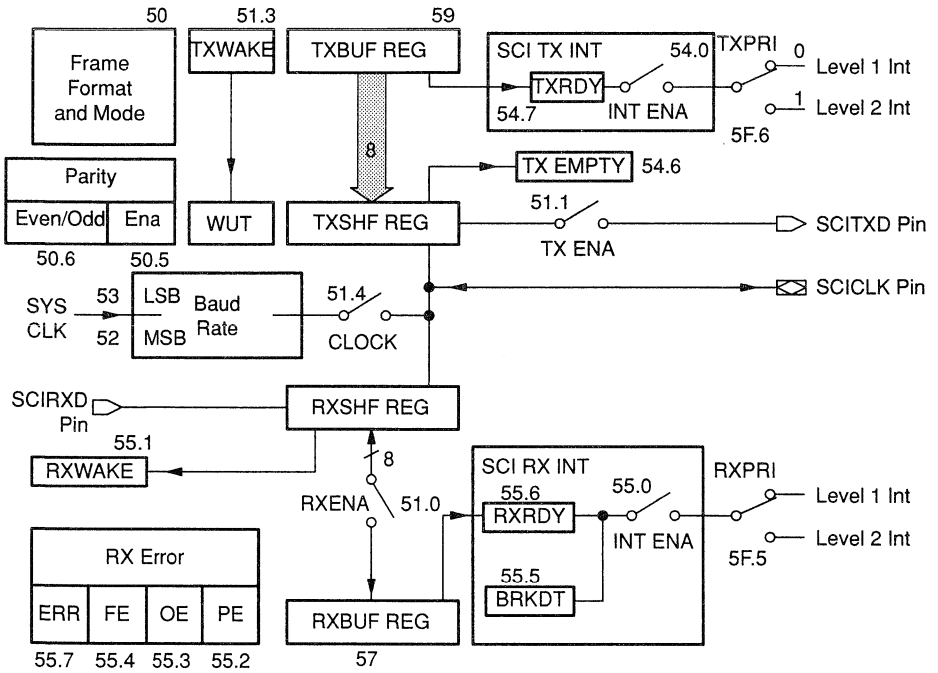 50
Frame
Format
and Mode
51.3
TXWAKE
59
TXBUF REG
SCI TX INT
54.0
TXRDY
54.7
INT ENA
TXPRI
0
Level 1 Int
1
Level 2 Int
5F.6
8
TX EMPTY
54.6
Parity
Even/Odd
Ena
50.6
50.5
WUT
TXSHF REG
51.1
TX ENA
SCITXD Pin
SCICLK Pin
SYS
CLK
53
52
LSB
MSB
Baud
Rate
51.4
CLOCK
SCIRXD
Pin
RXSHF REG
55.1
RXWAKE
8
RXENA
51.0
SCI RX INT
55.6
RXRDY
55.0
INT ENA
55.5
BRKDT
RXPRI
Level 1 Int
Level 2 Int
5F.5
RX Error
ERR
FE
OE
PE
55.7
55.4
55.3
55.2
RXBUF REG
57